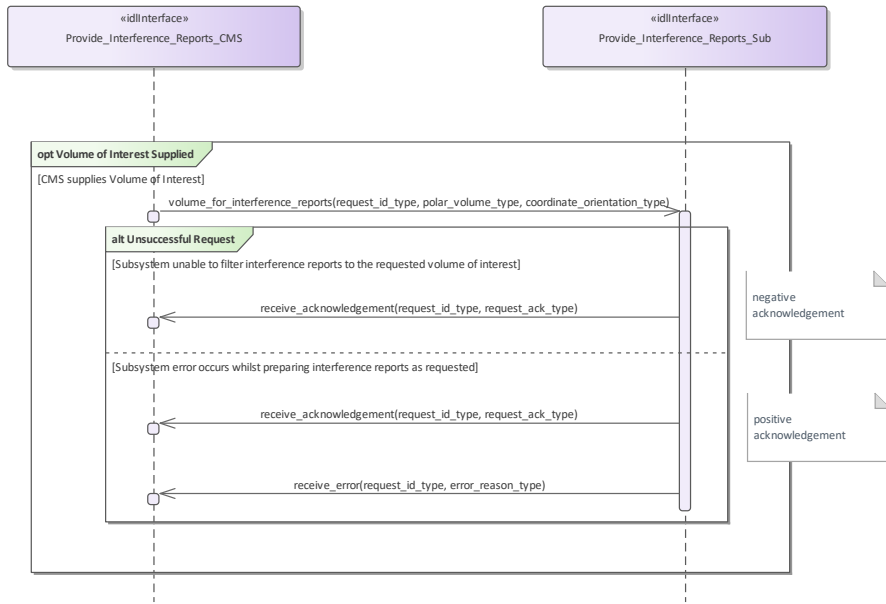 «idlInterface»
Provide_Interference_Reports_CMS
«idlInterface»
Provide_Interference_Reports_Sub
opt Volume of Interest Supplied
[CMS supplies Volume of Interest]
volume_for_interference_reports(request_id_type, polar_volume_type, coordinate_orientation_type)
alt Unsuccessful Request
[Subsystem unable to filter interference reports to the requested volume of interest]
receive_acknowledgement(request_id_type, request_ack_type)
negative
acknowledgement
[Subsystem error occurs whilst preparing interference reports as requested]
receive_acknowledgement(request_id_type, request_ack_type)
positive
acknowledgement
receive_error(request_id_type, error_reason_type)